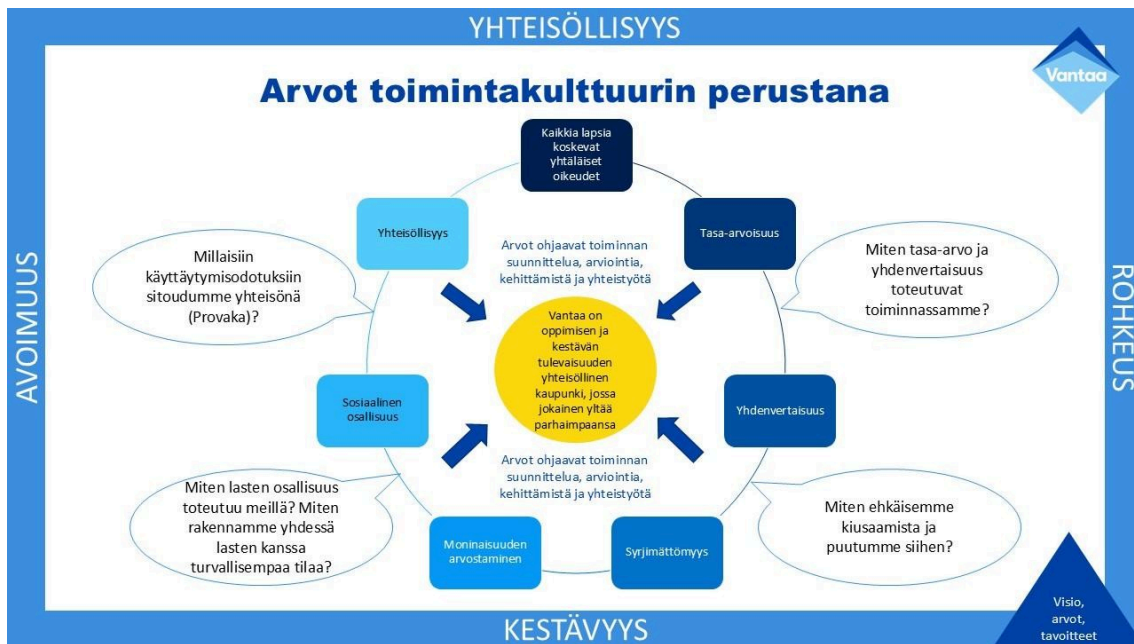 YHTEISÖLLISYYS
Vantaa
Arvot toimintakulttuurin perustana
Kaikkia lapsia
koskevat
yhtäläiset
oikeudet
Yhteisöllisyys
Tasa-arvoisuus
Arvot ohjaavat toiminnan
suunnittelua, arviointia,
kehittämistä ja yhteistyötä
Millaisiin
käyttäytymisodotuksiin
sitoudumme yhteisönä
(Provaka)?
Miten tasa-arvo ja
yhdenvertaisuus
toteutuvat
toiminnassamme?
AVOIMUUS
ROHKEUS
Vantaa on
oppimisen ja
kestävän
tulevaisuuden
yhteisöllinen
kaupunki, jossa
jokainen yltää
parhaimpaansa
Sosiaalinen
osallisuus
Yhdenvertaisuus
Arvot ohjaavat toiminnan
suunnittelua, arviointia,
kehittämistä ja yhteistyötä
Miten lasten osallisuus
toteutuu meillä? Miten
rakennamme yhdessä
lasten kanssa
turvallisempaa tilaa?
Miten ehkäisemme
kiusaamista ja
puutumme siihen?
Moninaisuuden
arvostaminen
Syrjimättömyys
Visio,
arvot,
tavoitteet
KESTÄVYYS